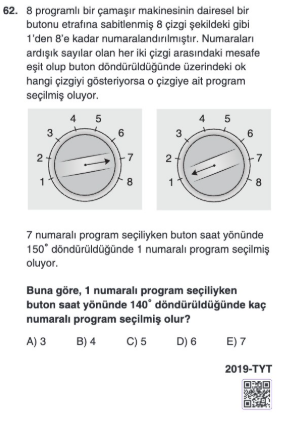 62. 8 programlı bir çamaşır makinesinin dairesel bir
butonu etrafına sabitlenmiş 8 çizgi şekildeki gibi
1'den 8'e kadar numaralandırılmıştır. Numaraları
ardışık sayılar olan her iki çizgi arasındaki mesafe
eşit olup buton döndürüldüğünde üzerindeki ok
hangi çizgiyi gösteriyorsa o çizgiye ait program
seçilmiş oluyor.
4 5
3 6
2 7
1 8
4 5
3 6
2 7
1 8
7 numaralı program seçiliyken buton saat yönünde
150° döndürüldüğünde 1 numaralı program seçilmiş
oluyor.
Buna göre, 1 numaralı program seçiliyken
buton saat yönünde 140° döndürüldüğünde kaç
numaralı program seçilmiş olur?
A) 3 B) 4 C) 5 D) 6 E) 7
2019-TYT